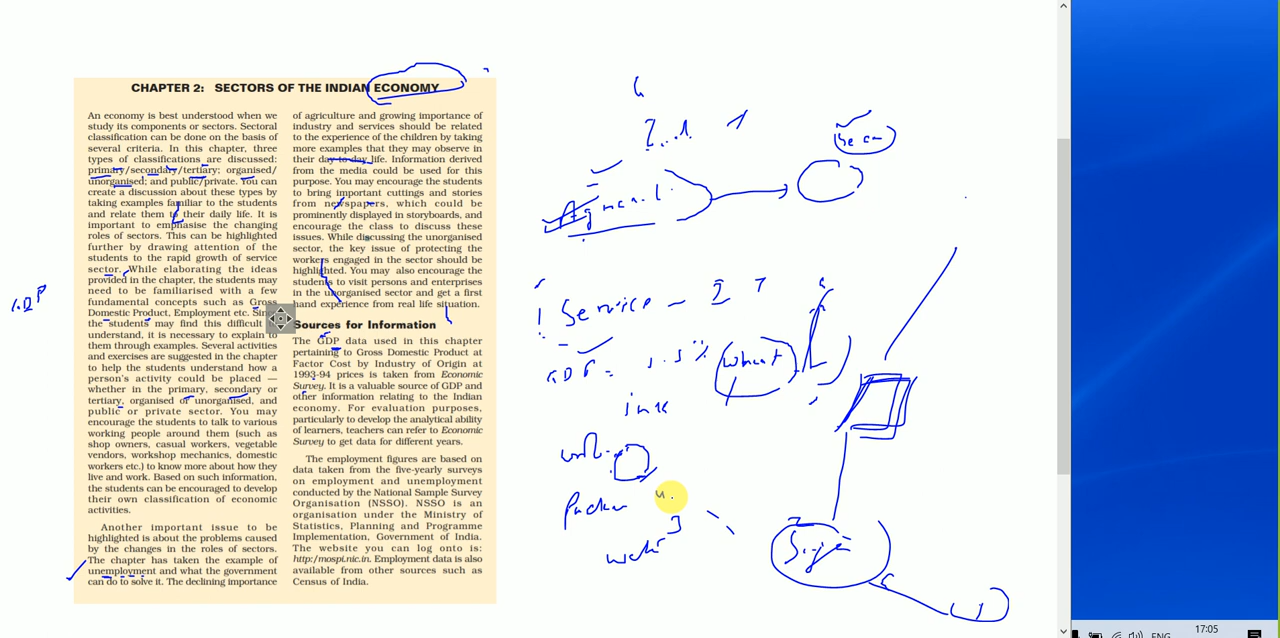 CHAPTER 2: SECTORS OF THE INDIAN ECONOMY
An economy is best understood when we
study its components or sectors. Sectoral
classification can be done on the basis of
several criteria. In this chapter, three
types of classifications are discussed:
primary/secondary/tertiary; organised/
unorganised; and public/private. You can
create a discussion about these types by
taking examples familiar to the students
and relate them to their daily life. It is
important to emphasise the changing
roles of sectors. This can be highlighted
further by drawing attention of the
students to the rapid growth of service
sector. While elaborating the ideas
provided in the chapter, the students may
need to be familiarised with a few
fundamental concepts such as Gross
Domestic Product, Employment etc.
the students may find this difficult
understand, it is necessary to explain to
them through examples. Several activities
and exercises are suggested in the chapter
to help the students understand how a
person's activity could be placed —
whether in the primary, secondary or
tertiary, organised or unorganised, and
public or private sector. You may
encourage the students to talk to various
working people around them (such as
shop owners, casual workers, vegetable
vendors, workshop mechanics, domestic
workers etc.) to know more about how they
live and work. Based on such information,
the students can be encouraged to develop
their own classification of economic
activities.
Another important issue to be
highlighted is about the problems caused
by the changes in the roles of sectors.
The chapter has taken the example of
unemployment and what the government
can do to solve it. The declining importance
of agriculture and growing importance of
industry and services should be related
to the experience of the children by taking
more examples that they may observe in
their day-to-day life. Information derived
from the media could be used for this
purpose. You may encourage the students
to bring important cuttings and stories
from newspapers, which could be
prominently displayed in storyboards, and
encourage the class to discuss these
issues. While discussing the unorganised
sector, the key issue of protecting the
workers engaged in the sector should be
highlighted. You may also encourage the
students to visit persons and enterprises
in the unorganised sector and get a first
hand experience from real life situation.
Sources for Information
The GDP data used in this chapter
pertaining to Gross Domestic Product at
Factor Cost by Industry of Origin at
1993-94 prices is taken from Economic
Survey. It is a valuable source of GDP and
other information relating to the Indian
economy. For evaluation purposes,
particularly to develop the analytical ability
of learners, teachers can refer to Economic
Survey to get data for different years.
The employment figures are based on
data taken from the five-yearly surveys
on employment and unemployment
conducted by the National Sample Survey
Organisation (NSSO). NSSO is an
organisation under the Ministry of
Statistics, Planning and Programme
Implementation, Government of India.
The website you can log onto is:
http:/mospi.nic.in. Employment data is also
available from other sources such as
Census of India.
GDP
Service
GDP =
Wheat
ENG
17:05